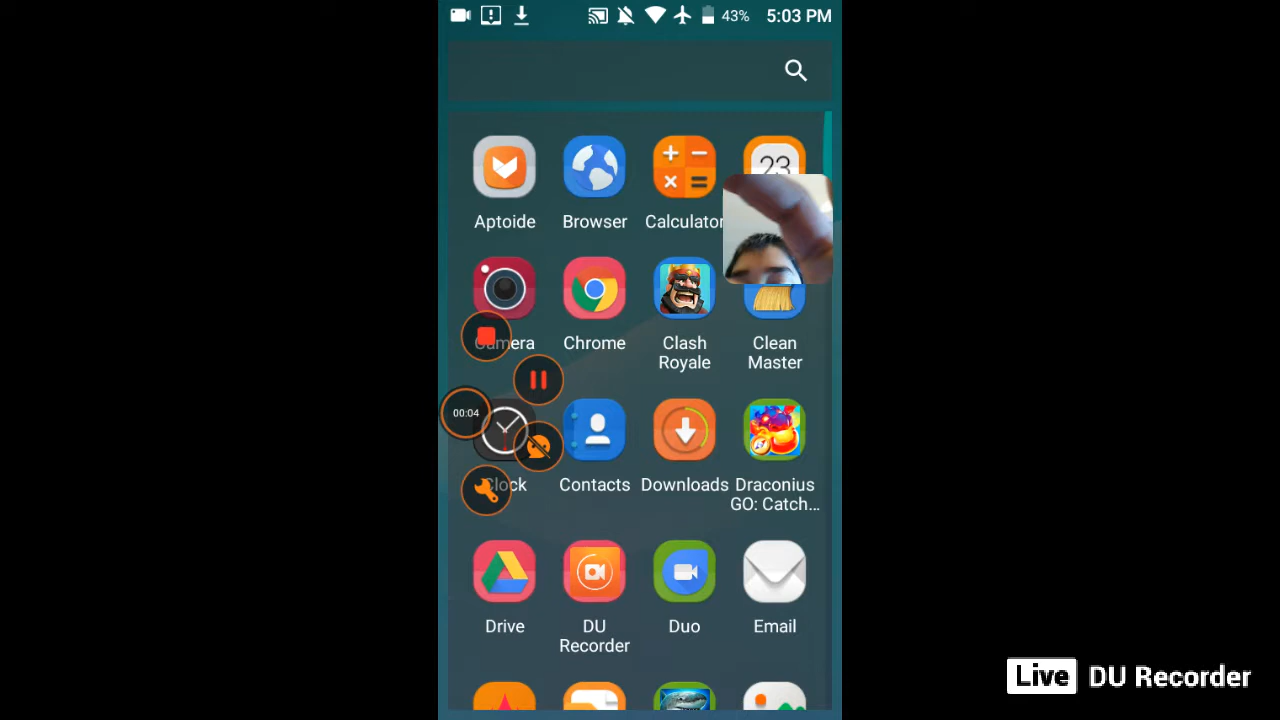 43% 5:03 PM
23
Aptoide Browser Calculator
Camera Chrome Clash Royale Clean Master
00:04
Clock Contacts Downloads Draconius GO: Catch...
Drive DU Recorder Duo Email
Live DU Recorder